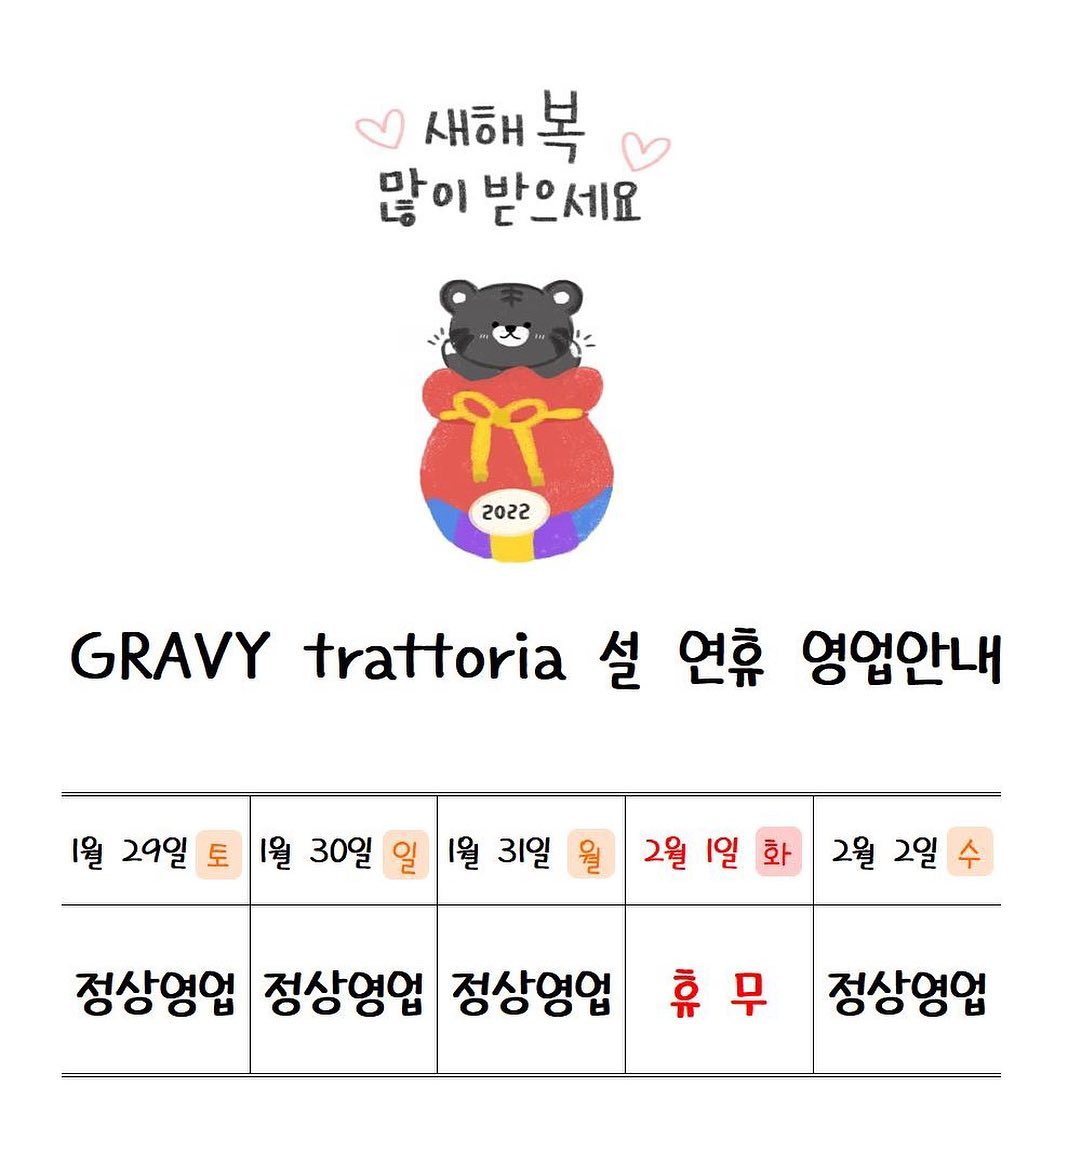 새해 복
많이 받으세요
2022
GRAVY trattoria 설 연휴 영업안내
1월 29일 토 1월 30일 일 1월 31일 월 2월 1일 화 2월 2일 수
정상영업 정상영업 정상영업 휴 무 정상영업